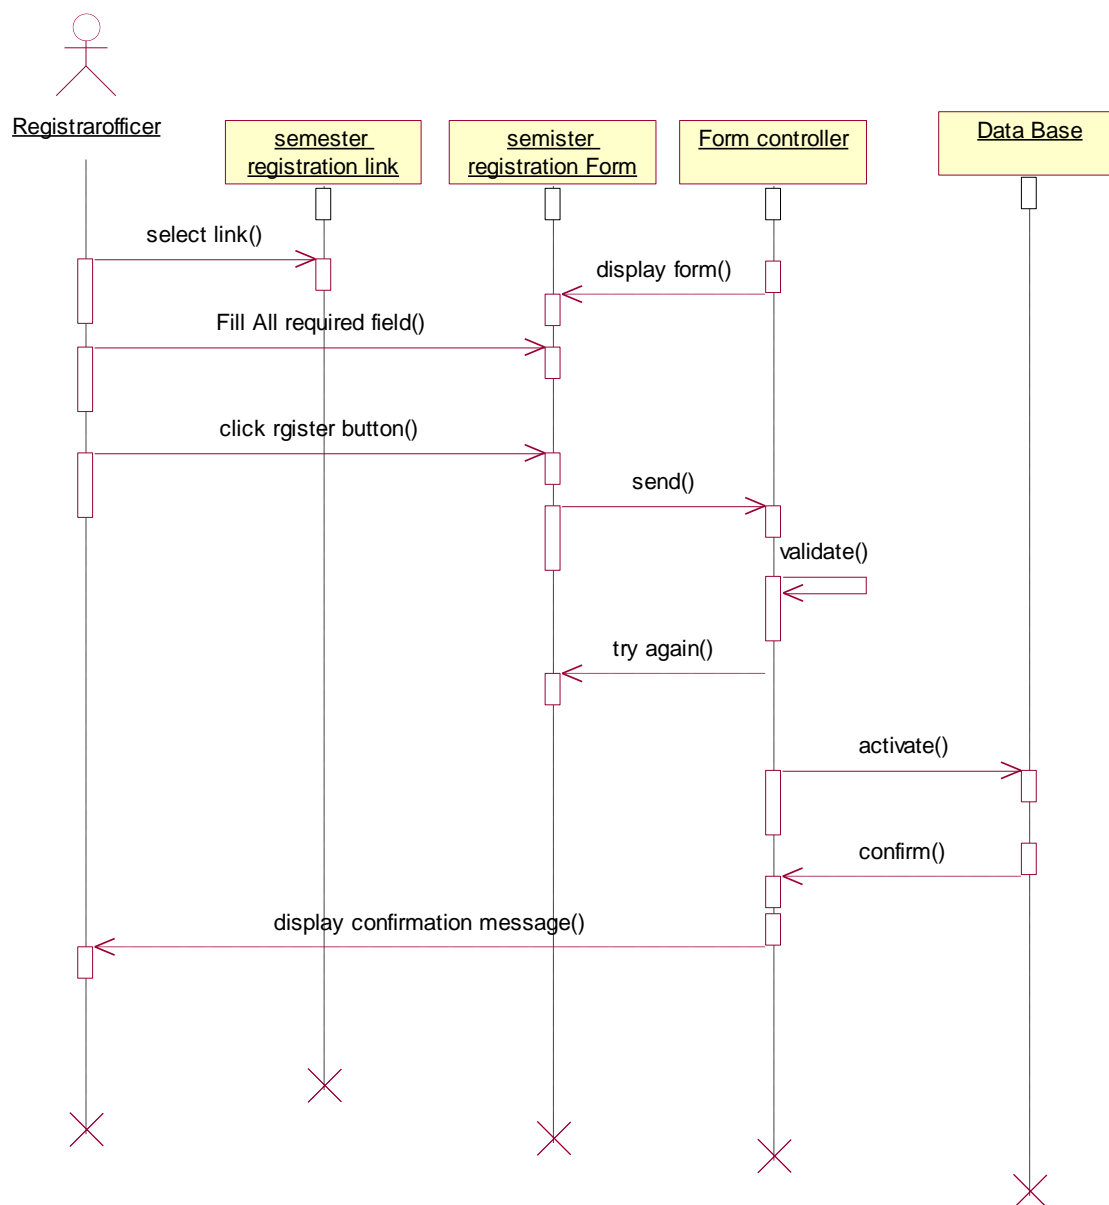 Registrarofficer
semester
registration link
semister
registration Form
Form controller
Data Base
select link()
display form()
Fill All required field()
click rgister button()
send()
validate()
try again()
activate()
confirm()
display confirmation message()